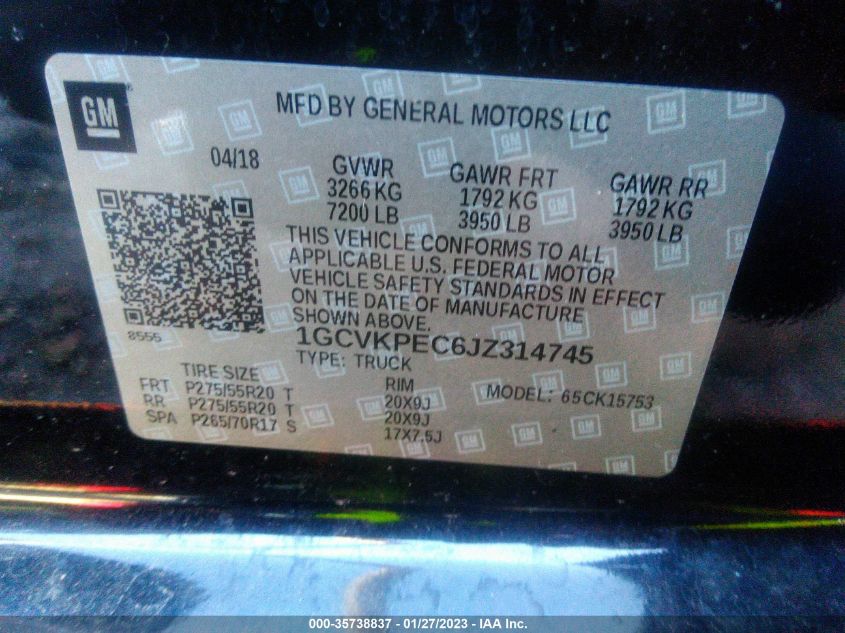 GM
MFD BY GENERAL MOTORS LLC
04/18
GVWR GAWR FRT GAWR RR
3266 KG 1792 KG 1792 KG
7200 LB 3950 LB 3950 LB
THIS VEHICLE CONFORMS TO ALL
APPLICABLE U.S. FEDERAL MOTOR
VEHICLE SAFETY STANDARDS IN EFFECT
ON THE DATE OF MANUFACTURE
SHOWN ABOVE.
8555
1GCVKPEC6JZ314745
TYPE: TRUCK
TIRE SIZE RIM MODEL: 65CK15753
FRT P275/55R20 T 20X9J
RR P275/55R20 T 20X9J
SPA P265/70R17 S 17X7.5J
000-35738837 - 01/27/2023 - IAA Inc.